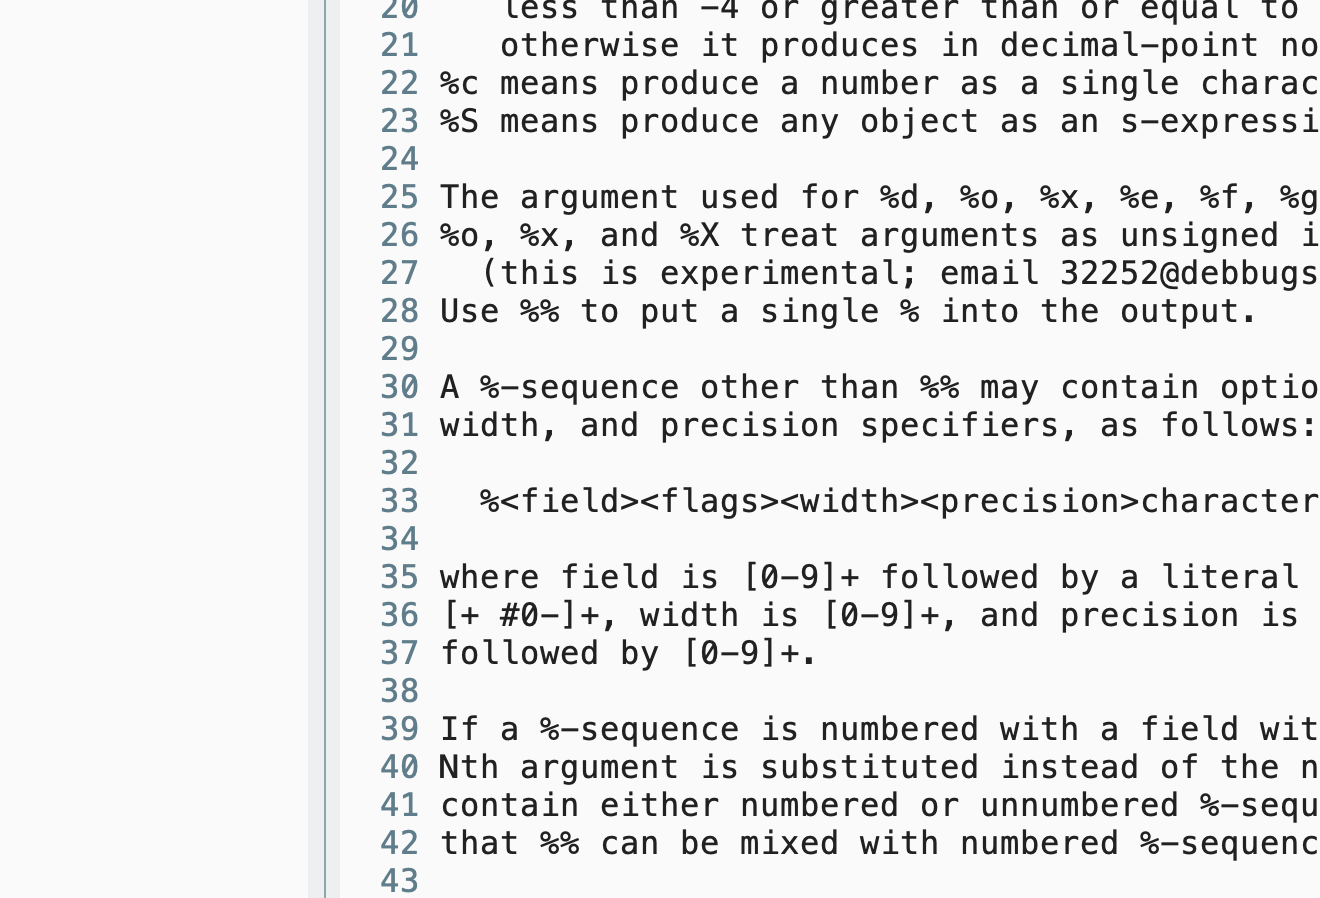 20    less than -4 or greater than or equal to
21    otherwise it produces in decimal-point no
22 %c means produce a number as a single charac
23 %S means produce any object as an s-expressi
24
25 The argument used for %d, %o, %x, %e, %f, %g
26 %o, %x, and %X treat arguments as unsigned i
27   (this is experimental; email 32252@debbugs
28 Use %% to put a single % into the output.
29
30 A %-sequence other than %% may contain optio
31 width, and precision specifiers, as follows:
32
33   %<field><flags><width><precision>character
34
35 where field is [0-9]+ followed by a literal
36 [+ #0-]+, width is [0-9]+, and precision is
37 followed by [0-9]+.
38
39 If a %-sequence is numbered with a field wit
40 Nth argument is substituted instead of the n
41 contain either numbered or unnumbered %-sequ
42 that %% can be mixed with numbered %-sequenc
43